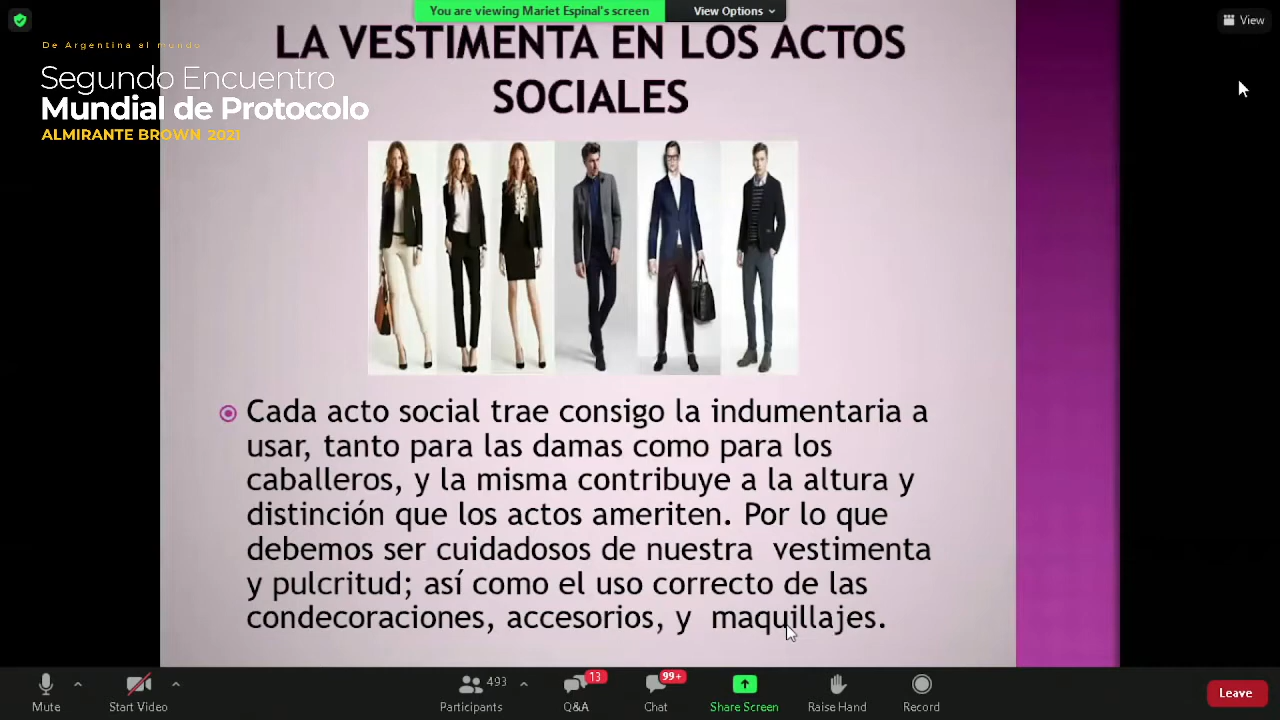 You are viewing Mariet Espinal's screen
View Options
View
De Argentina al mundo
Segundo Encuentro
Mundial de Protocolo
ALMIRANTE BROWN 2021
LA VESTIMENTA EN LOS ACTOS
SOCIALES
Cada acto social trae consigo la indumentaria a
usar, tanto para las damas como para los
caballeros, y la misma contribuye a la altura y
distinción que los actos ameriten. Por lo que
debemos ser cuidadosos de nuestra vestimenta
y pulcritud; así como el uso correcto de las
condecoraciones, accesorios, y maquillajes.
Mute
Start Video
493
Participants
13
Q&A
99+
Chat
Share Screen
Raise Hand
Record
Leave